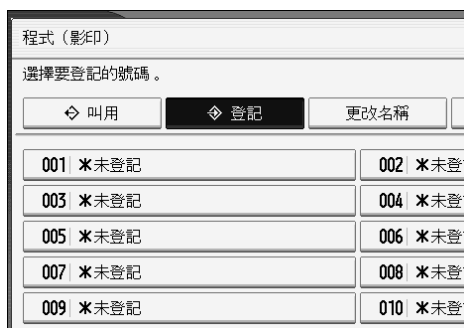 程式（影印）
選擇要登記的號碼。
叫用 登記 更改名稱
001 *未登記 002 *未登
003 *未登記 004 *未登
005 *未登記 006 *未登
007 *未登記 008 *未登
009 *未登記 010 *未登